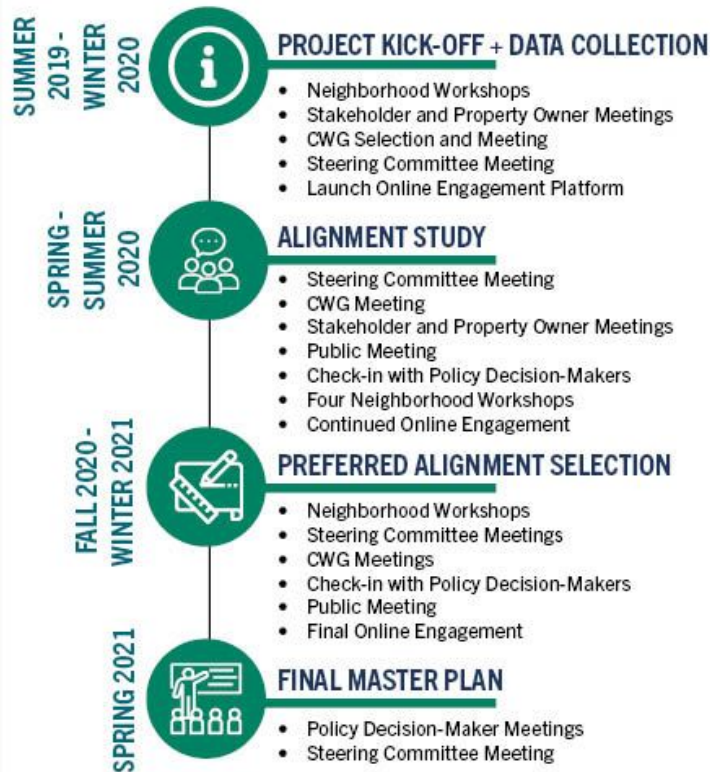 SUMMER
2019 -
WINTER
2020
PROJECT KICK-OFF + DATA COLLECTION
• Neighborhood Workshops
• Stakeholder and Property Owner Meetings
• CWG Selection and Meeting
• Steering Committee Meeting
• Launch Online Engagement Platform
SPRING -
SUMMER
2020
ALIGNMENT STUDY
• Steering Committee Meeting
• CWG Meeting
• Stakeholder and Property Owner Meetings
• Public Meeting
• Check-in with Policy Decision-Makers
• Four Neighborhood Workshops
• Continued Online Engagement
FALL 2020 -
WINTER 2021
PREFERRED ALIGNMENT SELECTION
• Neighborhood Workshops
• Steering Committee Meetings
• CWG Meetings
• Check-in with Policy Decision-Makers
• Public Meeting
• Final Online Engagement
SPRING 2021
FINAL MASTER PLAN
• Policy Decision-Maker Meetings
• Steering Committee Meeting